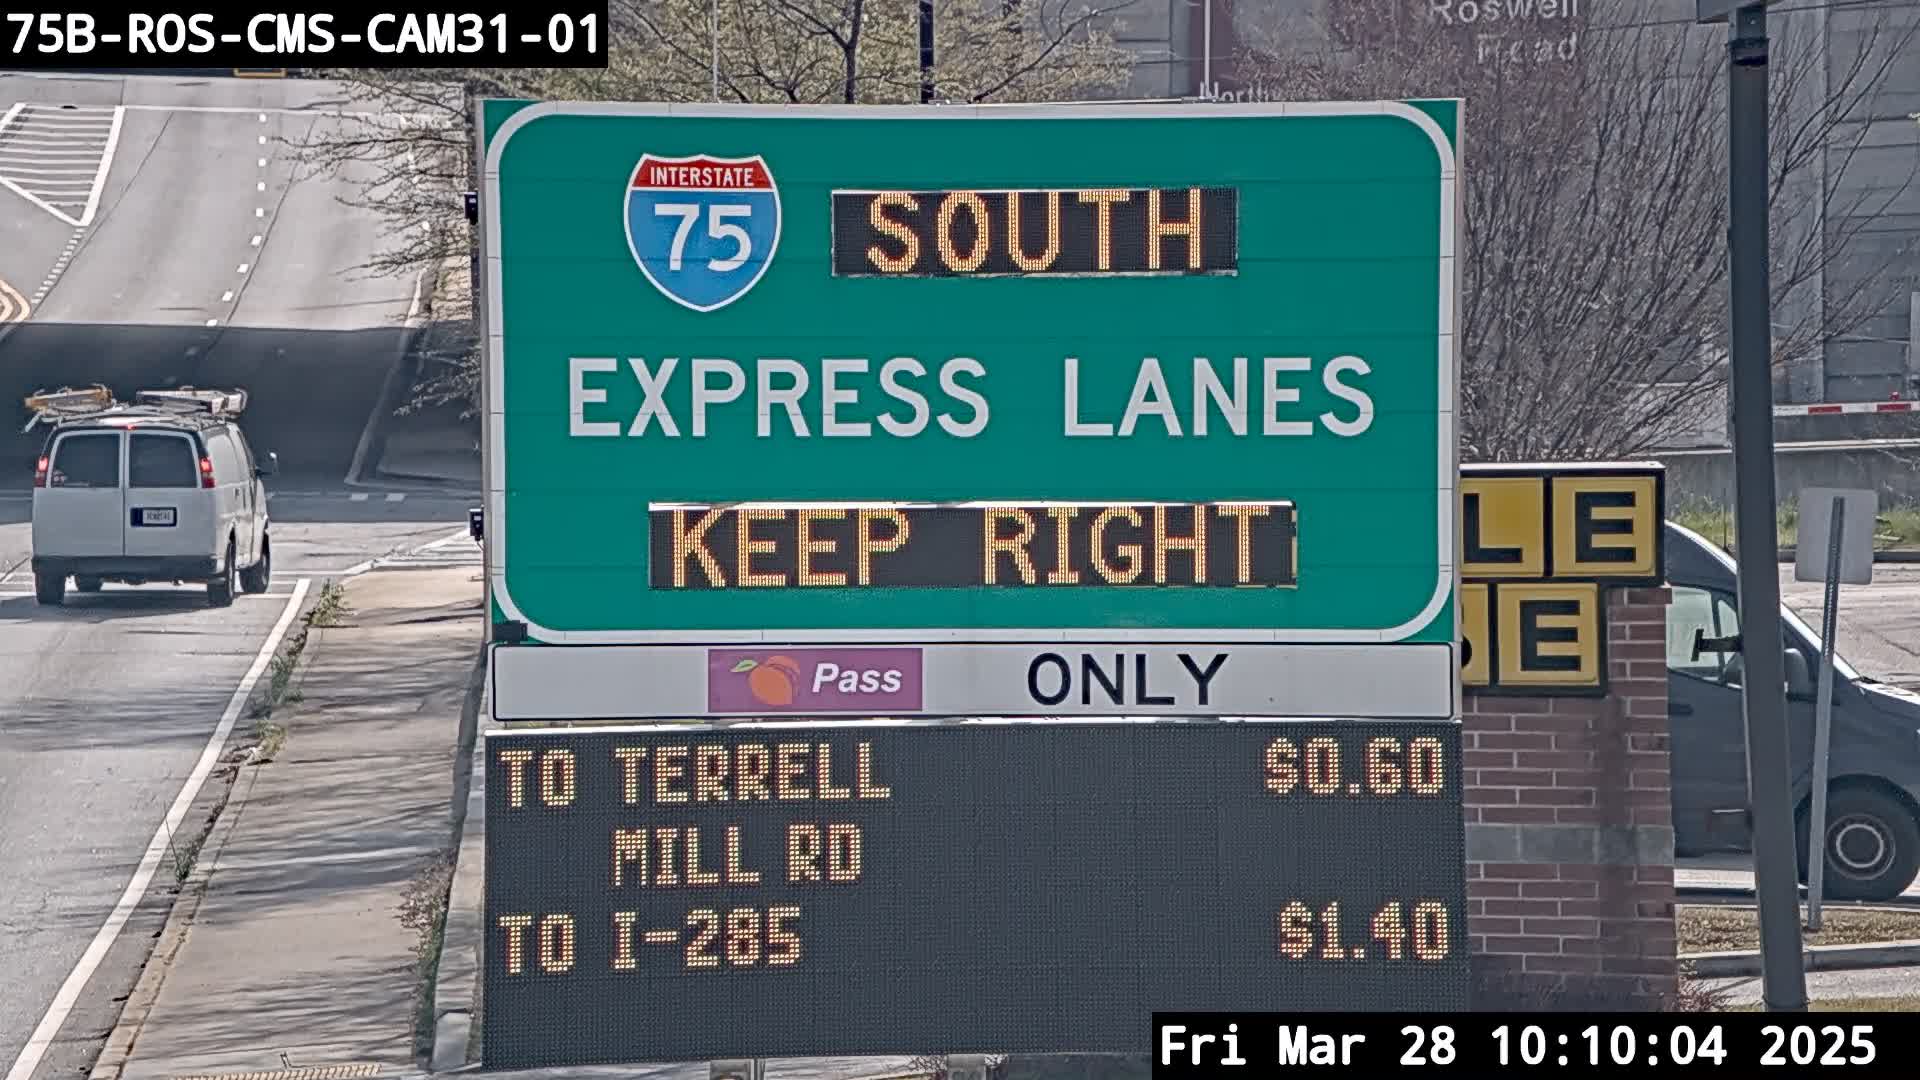 75B-ROS-CMS-CAM31-01
Roswell
Road
North
INTERSTATE
75
SOUTH
EXPRESS LANES
KEEP RIGHT
LE
E
Pass ONLY
TO TERRELL $0.60
MILL RD
TO I-285 $1.40
Fri Mar 28 10:10:04 2025